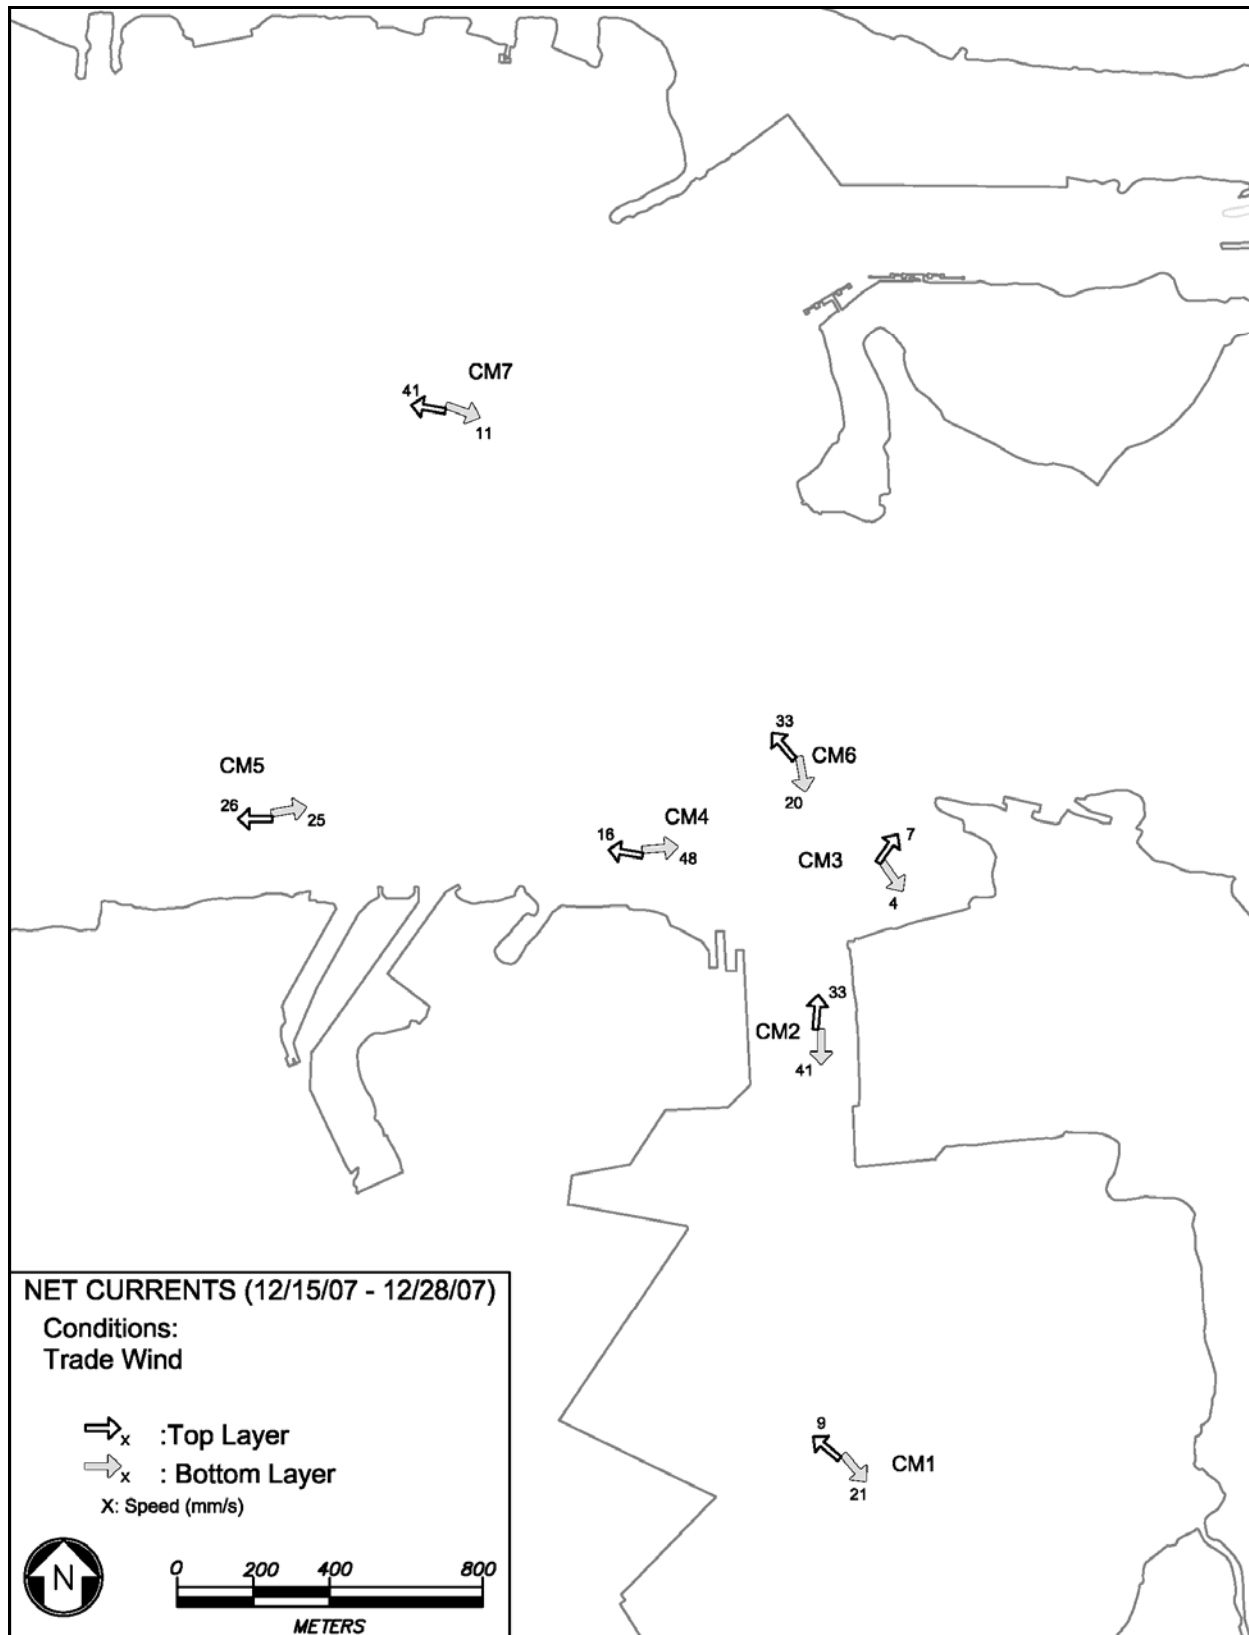 CM7
41
11
33
CM6
20
CM5
26
25
CM4
16
48
7
CM3
4
33
CM2
41
9
CM1
21
NET CURRENTS (12/15/07 - 12/28/07)
Conditions:
Trade Wind
x :Top Layer
x : Bottom Layer
X: Speed (mm/s)
N
0 200 400 800
METERS